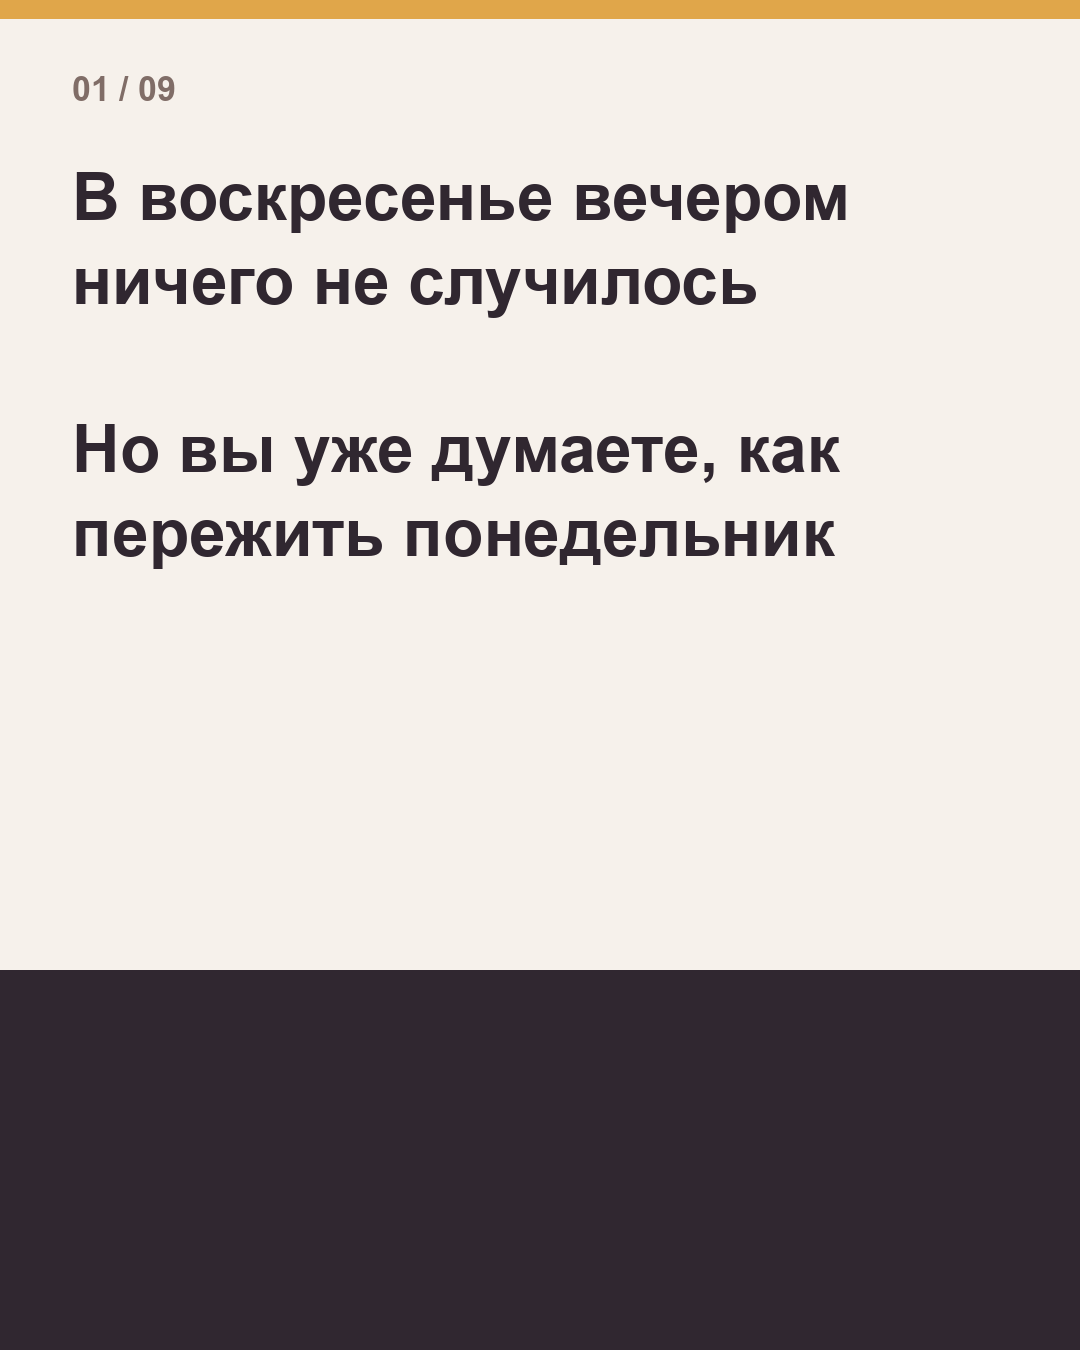 01 / 09
В воскресенье вечером
ничего не случилось
Но вы уже думаете, как
пережить понедельник